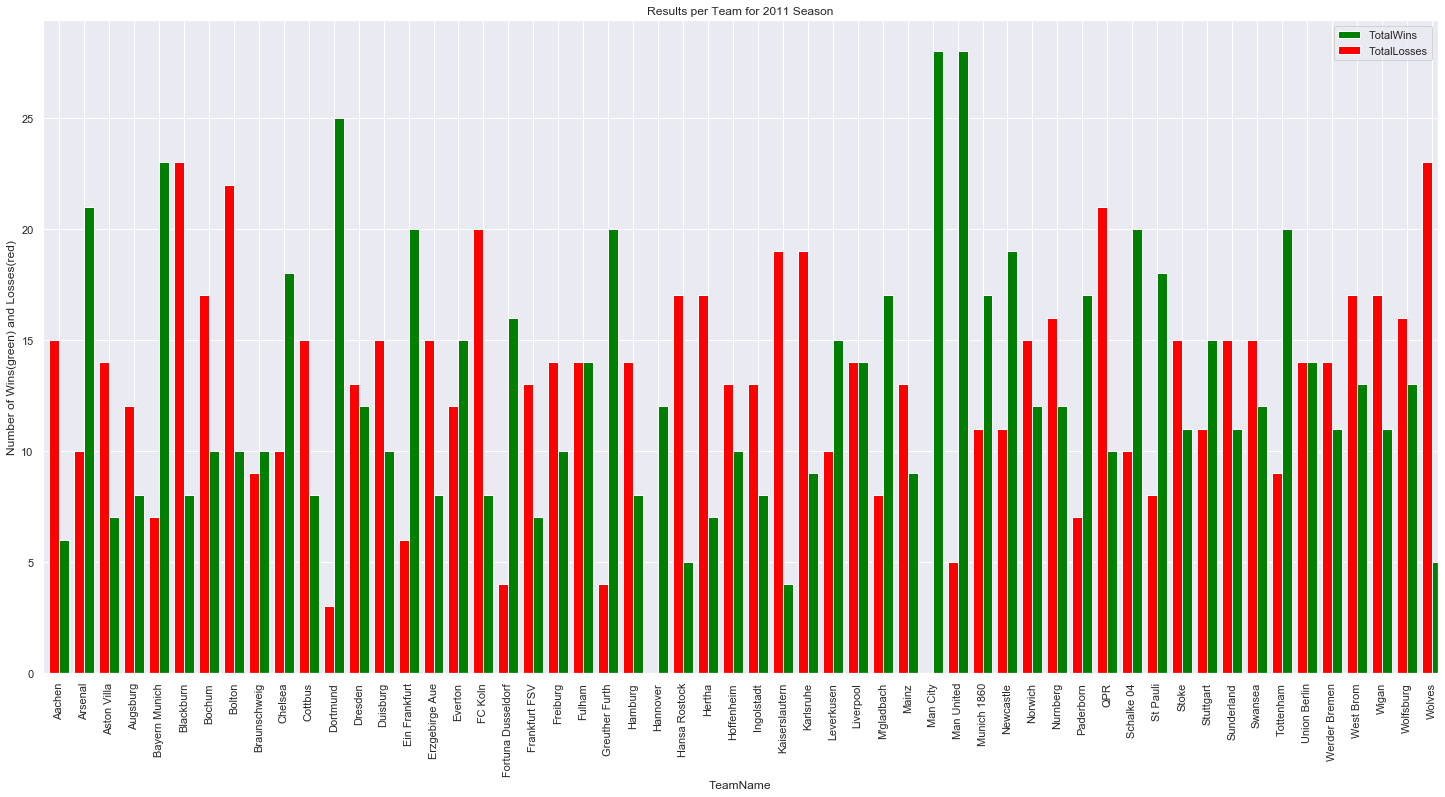 Results per Team for 2011 Season
TotalWins
TotalLosses
Number of Wins(green) and Losses(red)
25
20
15
10
5
0
Aachen
Arsenal
Aston Villa
Augsburg
Bayern Munich
Blackburn
Bochum
Bolton
Braunschweig
Chelsea
Cottbus
Dortmund
Dresden
Duisburg
Ein Frankfurt
Erzgebirge Aue
Everton
FC Koln
Fortuna Dusseldorf
Frankfurt FSV
Freiburg
Fulham
Greuther Furth
Hamburg
Hannover
Hansa Rostock
Hertha
Hoffenheim
Ingolstadt
Kaiserslautern
Karlsruhe
Leverkusen
Liverpool
M'gladbach
Mainz
Man City
Man United
Munich 1860
Newcastle
Norwich
Nurnberg
Paderborn
QPR
Schalke 04
St Pauli
Stoke
Stuttgart
Sunderland
Swansea
Tottenham
Union Berlin
Werder Bremen
West Brom
Wigan
Wolfsburg
Wolves
TeamName